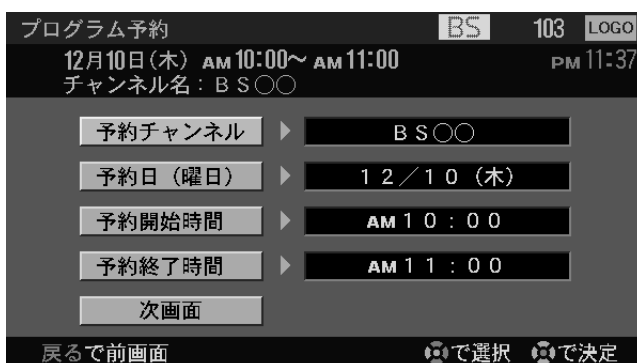 プログラム予約 BS 103 LOGO
12月10日(木) AM10:00~AM11:00 PM11:37
チャンネル名:BS○○
予約チャンネル BS○○
予約日(曜日) 12/10(木)
予約開始時間 AM10:00
予約終了時間 AM11:00
次画面
戻るで前画面 で選択 で決定